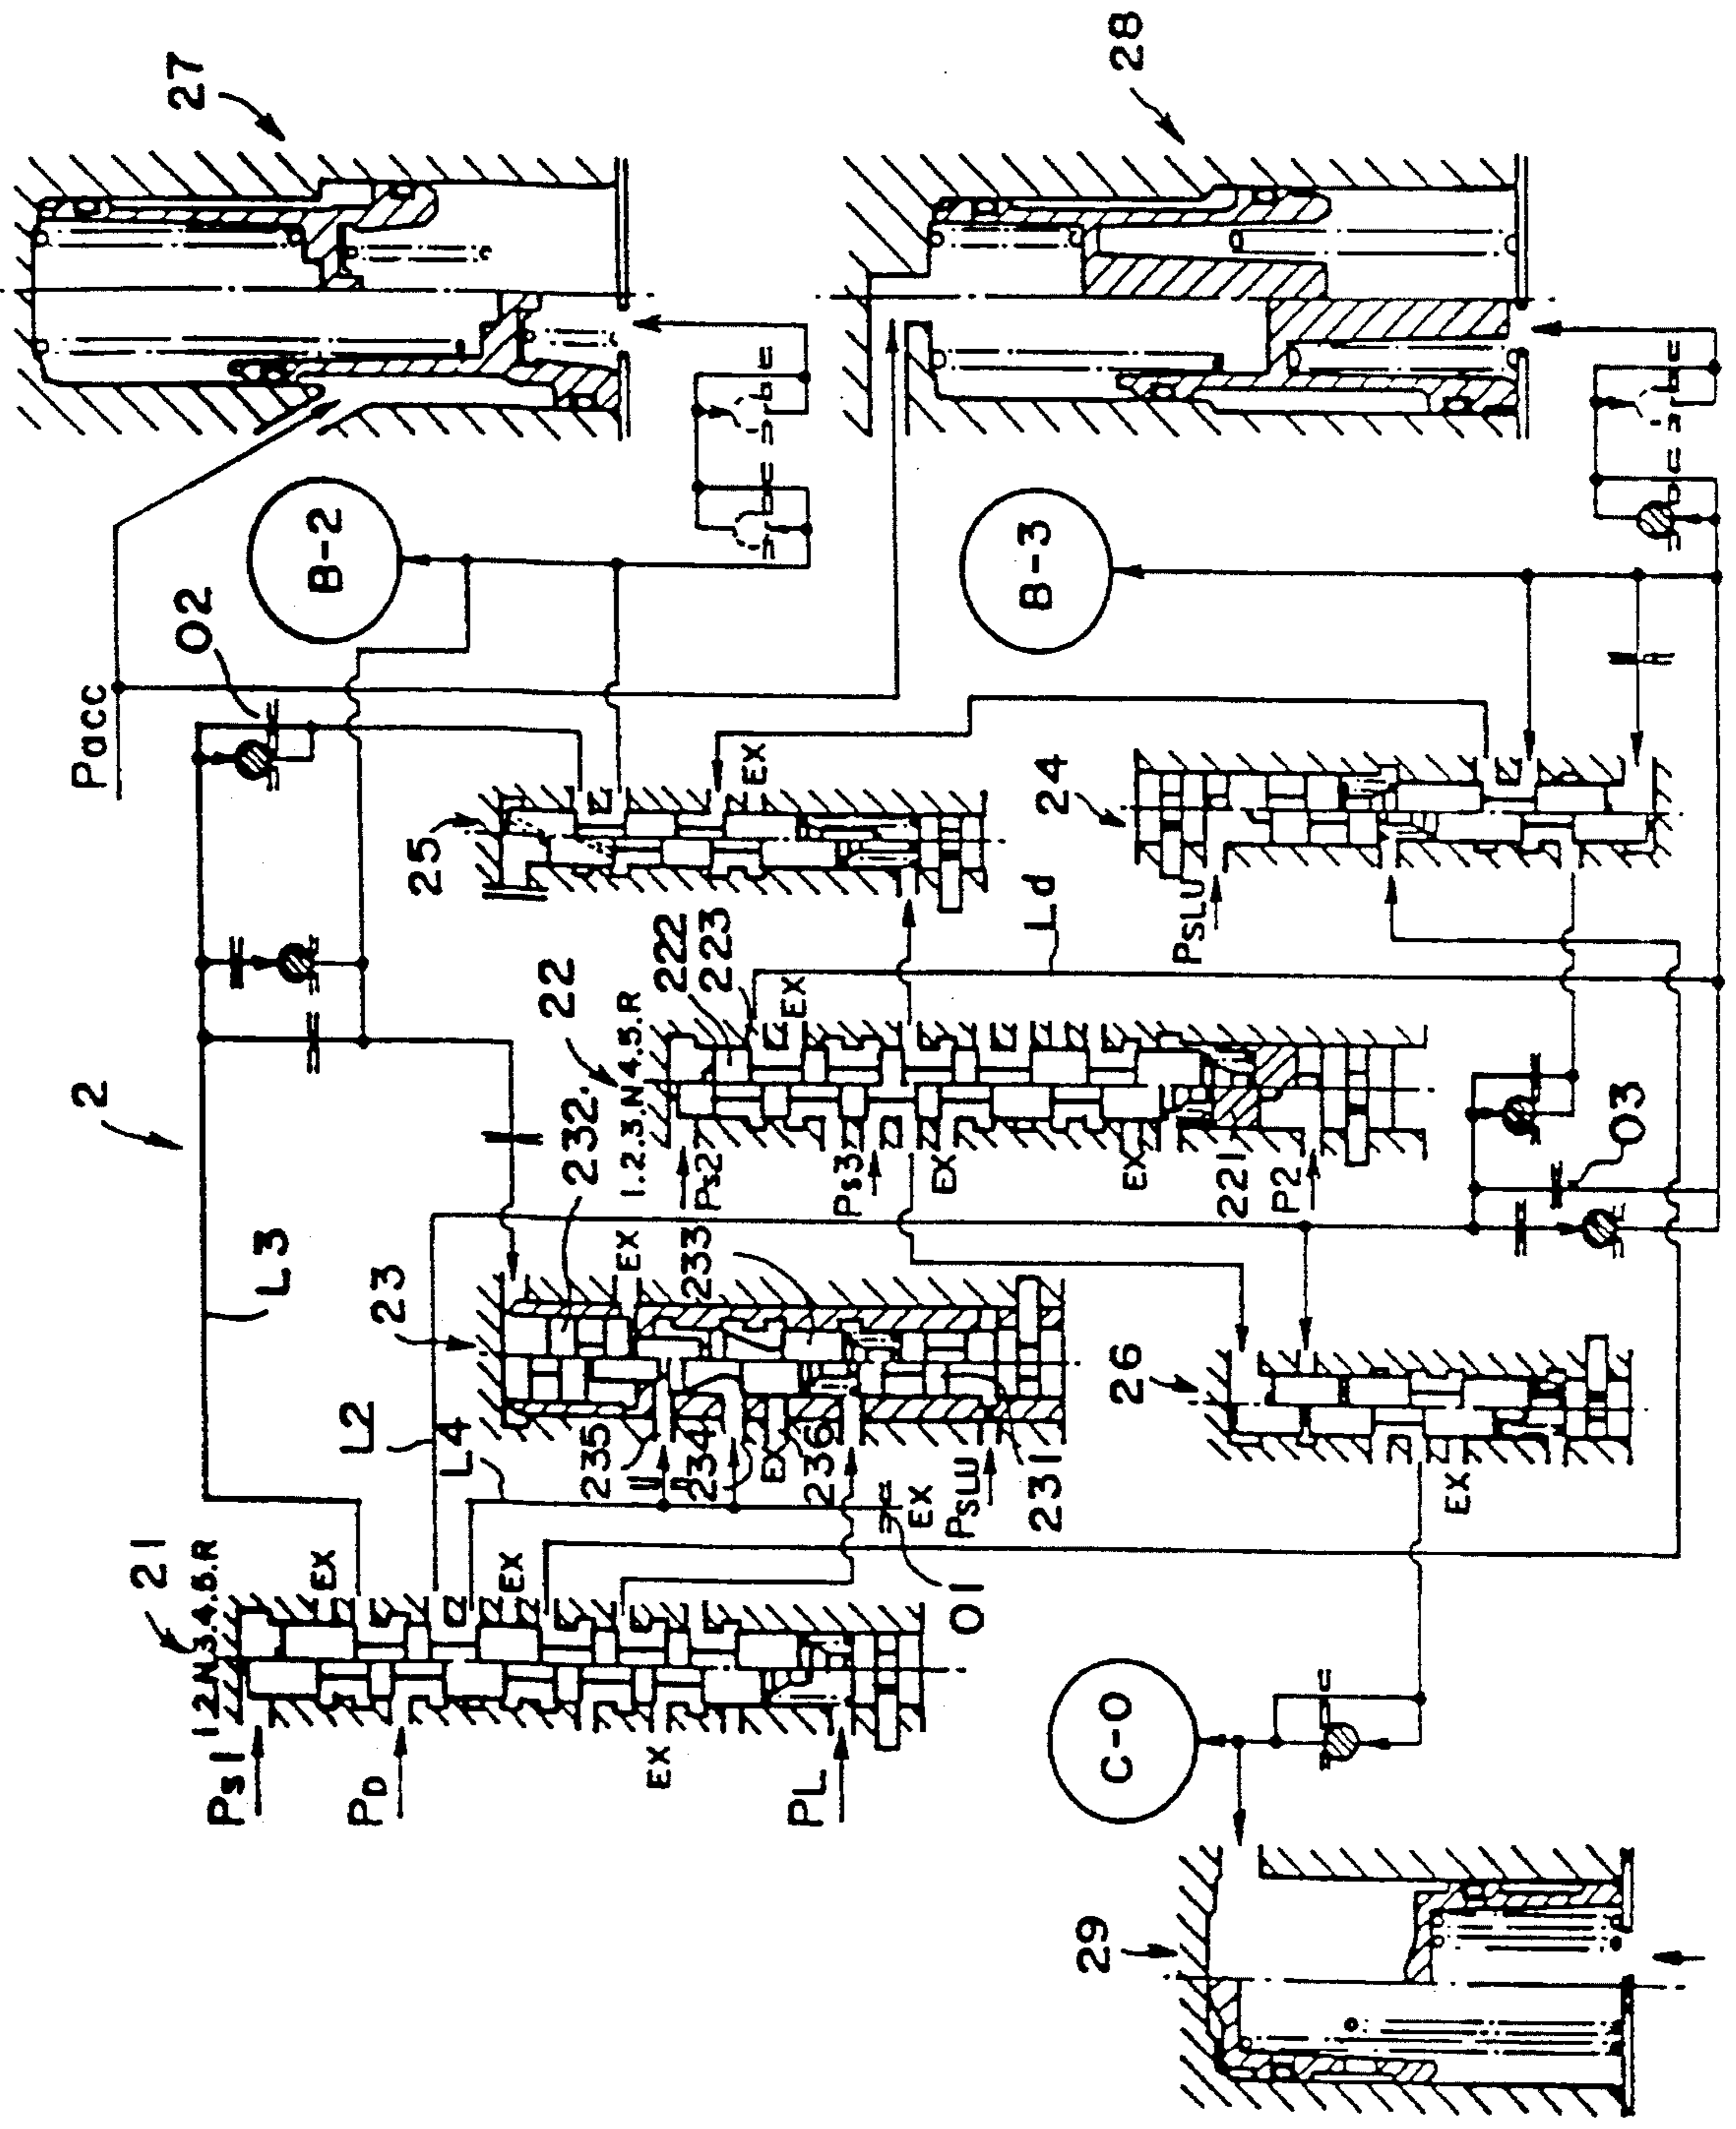 27
28
B-2
B-3
O2
PACC
EX
25
24
PSLU
Ld
222
223
22
EX
1.2.3.N 4.5.R
2
232
PS2
PS3
EX
EX
221
P2
O3
L3
23
EX
233
26
L2
L4
235
234
EX
236
EX
PSLU
231
EX
21
1.2.N 3.4.5.R
EX
EX
O1
PS1
PD
EX
PL
C-O
29